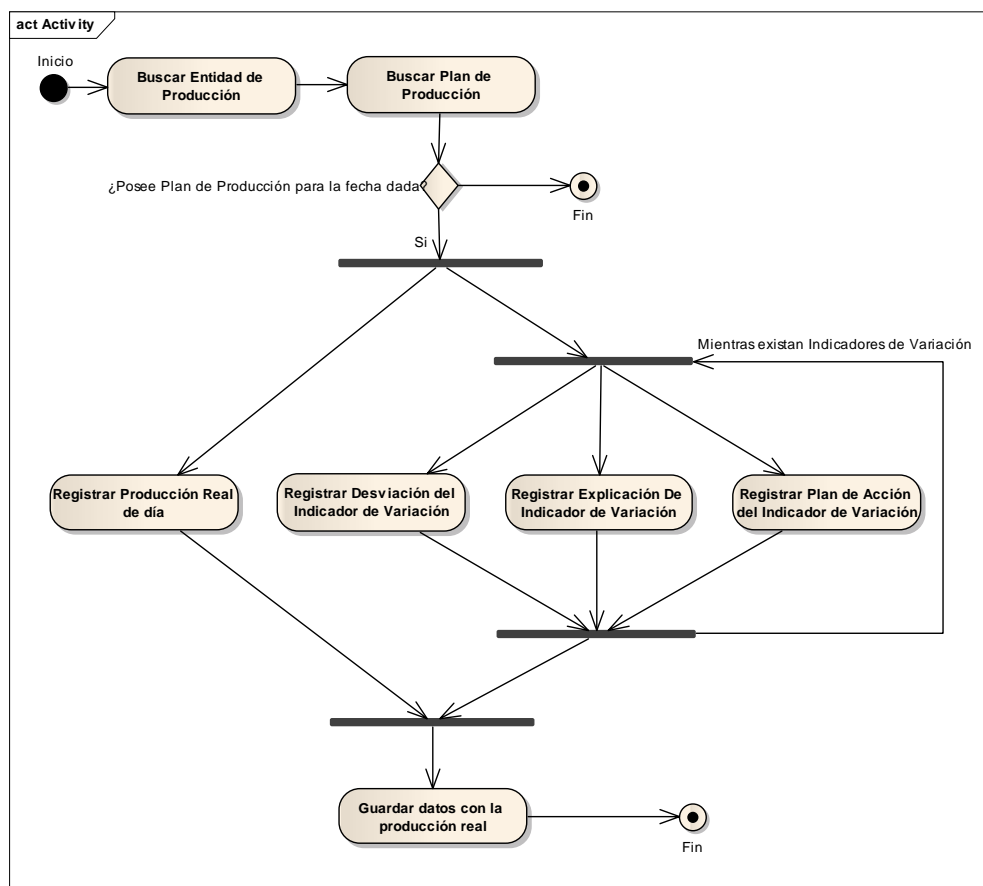 act Activity
Inicio
Buscar Entidad de
Producción
Buscar Plan de
Producción
¿Posee Plan de Producción para la fecha dada?
Fin
Si
Mientras existan Indicadores de Variación
Registrar Producción Real
de día
Registrar Desviación del
Indicador de Variación
Registrar Explicación De
Indicador de Variación
Registrar Plan de Acción
del Indicador de Variación
Guardar datos con la
producción real
Fin